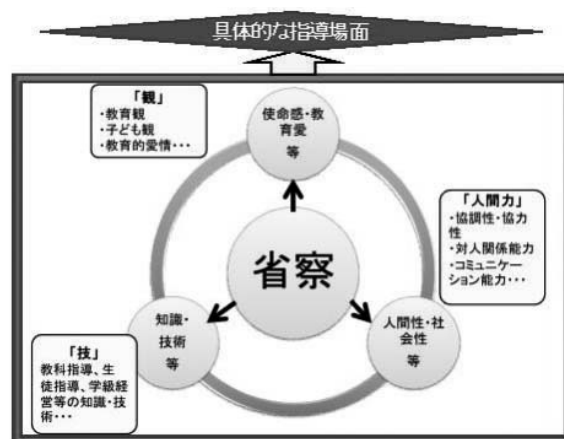 具体的な指導場面
「観」
・教育観
・子ども観
・教育的愛情・・・
使命感・教
育愛
等
「人間力」
・協調性・協力
性
・対人関係能力
・コミュニケー
ション能力・・・
省察
知識・
技術
等
人間性・社
会性
等
「技」
教科指導、生
徒指導、学級経
営等の知識・技
術・・・